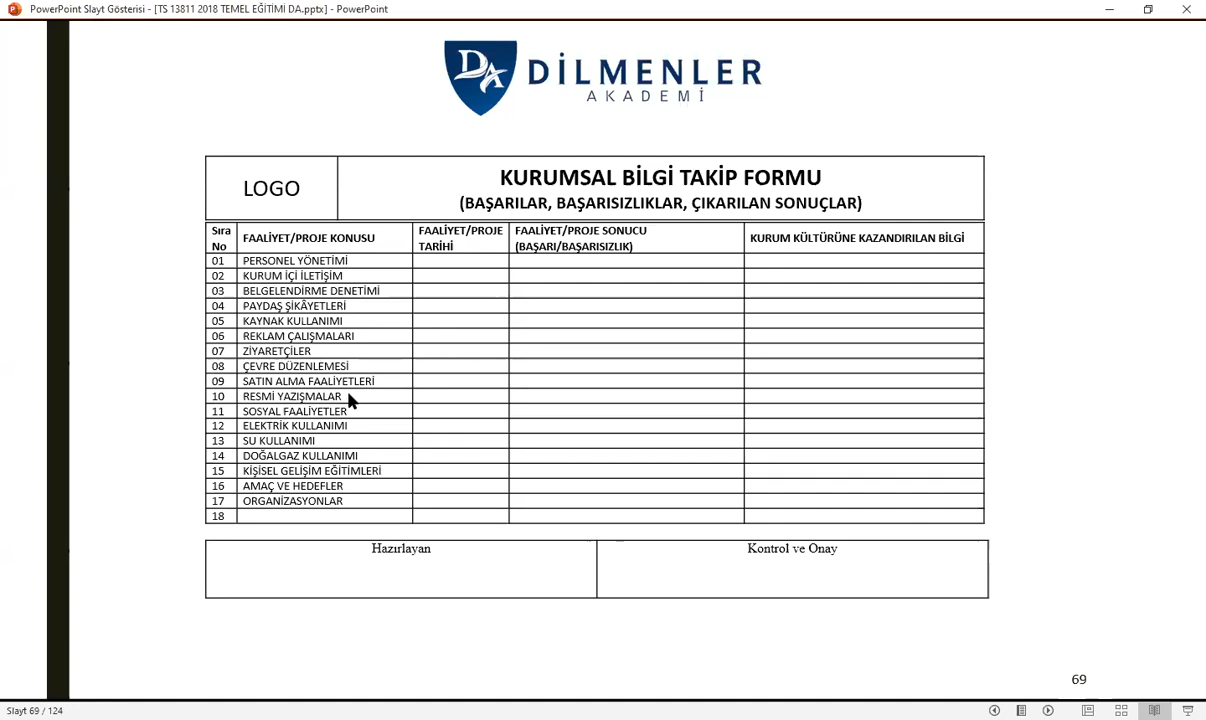 PowerPoint Slayt Gösterisi - [TS 13811 2018 TEMEL EĞİTİMİ DA.pptx] - PowerPoint
DA DİLMENLER
AKADEMİ
LOGO
KURUMSAL BİLGİ TAKİP FORMU
(BAŞARILAR, BAŞARISIZLIKLAR, ÇIKARILAN SONUÇLAR)
Sıra No FAALİYET/PROJE KONUSU FAALİYET/PROJE TARİHİ FAALİYET/PROJE SONUCU (BAŞARI/BAŞARISIZLIK) KURUM KÜLTÜRÜNE KAZANDIRILAN BİLGİ
01 PERSONEL YÖNETİMİ
02 KURUM İÇİ İLETİŞİM
03 BELGELENDİRME DENETİMİ
04 PAYDAŞ ŞİKÂYETLERİ
05 KAYNAK KULLANIMI
06 REKLAM ÇALIŞMALARI
07 ZİYARETÇİLER
08 ÇEVRE DÜZENLEMESİ
09 SATIN ALMA FAALİYETLERİ
10 RESMİ YAZIŞMALAR
11 SOSYAL FAALİYETLER
12 ELEKTRİK KULLANIMI
13 SU KULLANIMI
14 DOĞALGAZ KULLANIMI
15 KİŞİSEL GELİŞİM EĞİTİMLERİ
16 AMAÇ VE HEDEFLER
17 ORGANİZASYONLAR
18
Hazırlayan Kontrol ve Onay
69
Slayt 69 / 124